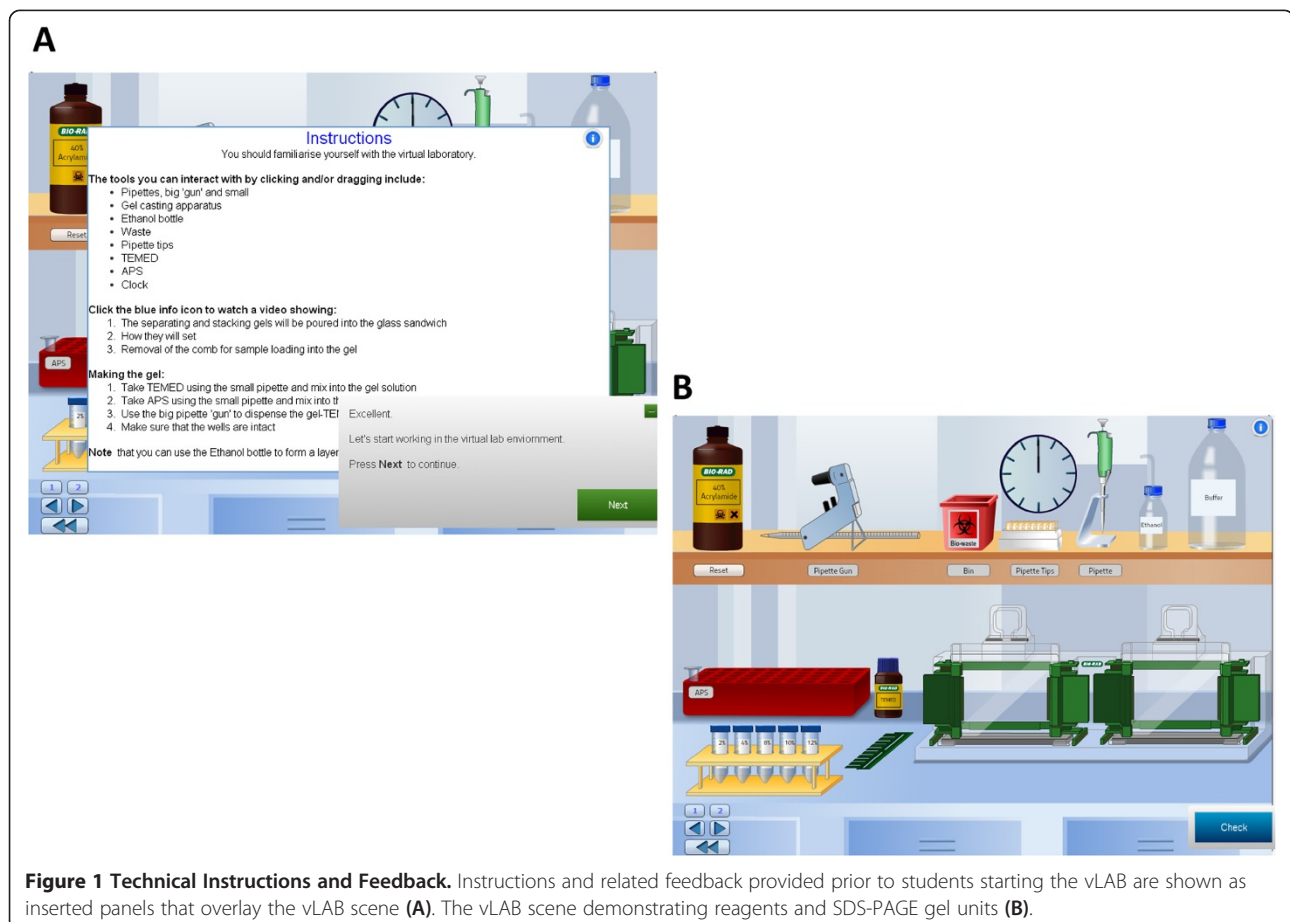 A
BIO-RAD
40%
Instructions
You should familiarise yourself with the virtual laboratory.
The tools you can interact with by clicking and/or dragging include:
• Pipettes, big 'gun' and small
• Gel casting apparatus
• Ethanol bottle
• Waste
• Pipette tips
• TEMED
• APS
• Clock
Click the blue info icon to watch a video showing:
1. The separating and stacking gels will be poured into the glass sandwich
2. How they will set
3. Removal of the comb for sample loading into the gel
Making the gel:
1. Take TEMED using the small pipette and mix into the gel solution
2. Take APS using the small pipette and mix into th
3. Use the big pipette 'gun' to dispense the gel-TE
4. Make sure that the wells are intact
Note that you can use the Ethanol bottle to form a layer
Reset
APS
2%
Excellent.
Let's start working in the virtual lab enviornment.
Press Next to continue.
Next
1 2
B
BIO-RAD
40%
Acrylamide
Bio-waste
Ethanol
Buffer
Reset
Pipette Gun
Bin
Pipette Tips
Pipette
APS
BIO-RAD
TEMED
BIO-RAD
2% 4% 8% 10% 12%
1 2
Check
Figure 1 Technical Instructions and Feedback. Instructions and related feedback provided prior to students starting the vLAB are shown as
inserted panels that overlay the vLAB scene (A). The vLAB scene demonstrating reagents and SDS-PAGE gel units (B).